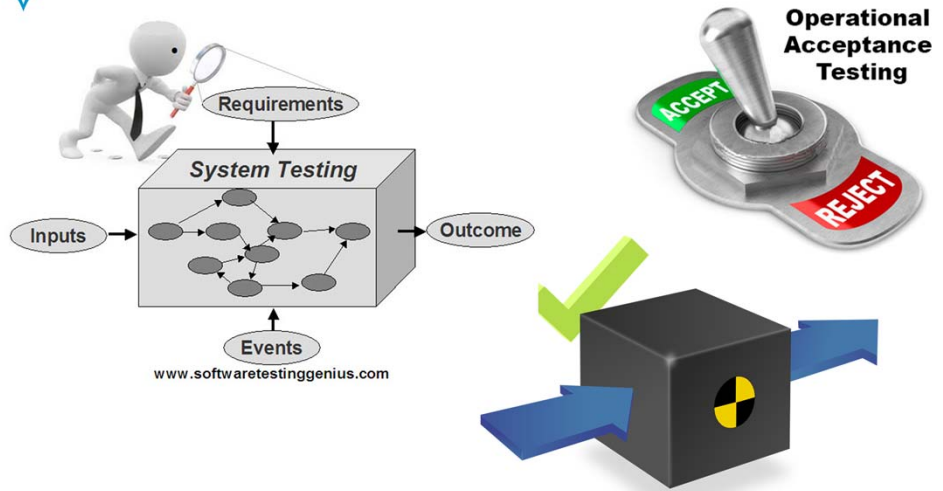 Requirements
System Testing
Inputs
Outcome
Events
www.softwaretestinggenius.com
Operational
Acceptance
Testing
ACCEPT
REJECT